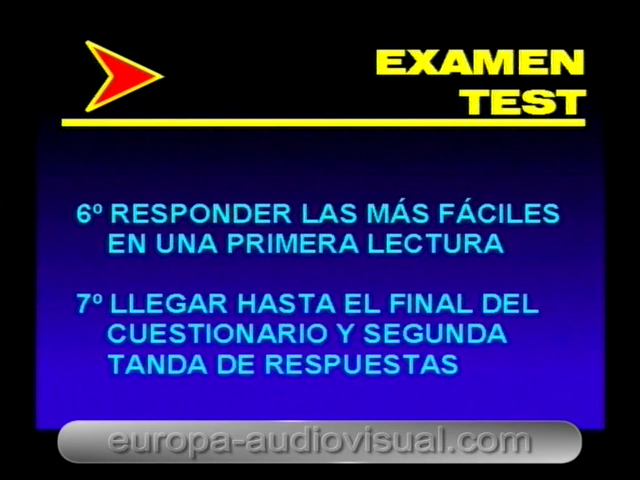 EXAMEN
TEST
6º RESPONDER LAS MÁS FÁCILES
EN UNA PRIMERA LECTURA
7º LLEGAR HASTA EL FINAL DEL
CUESTIONARIO Y SEGUNDA
TANDA DE RESPUESTAS
europa-audiovisual.com